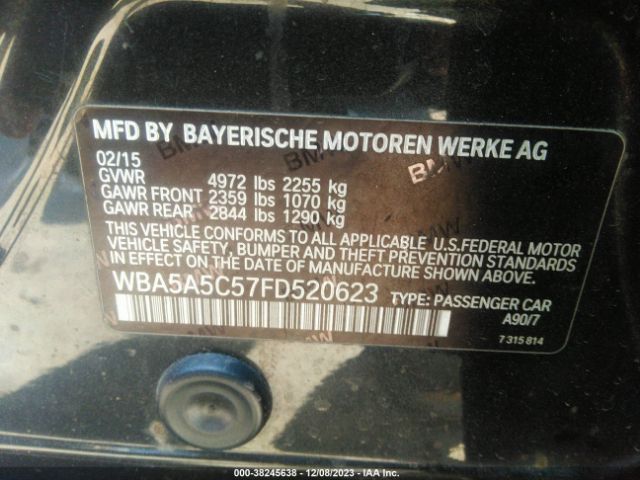 MFD BY BAYERISCHE MOTOREN WERKE AG
02/15
GVWR 4972 lbs 2255 kg
GAWR FRONT 2359 lbs 1070 kg
GAWR REAR 2844 lbs 1290 kg
THIS VEHICLE CONFORMS TO ALL APPLICABLE U.S.FEDERAL MOTOR
VEHICLE SAFETY, BUMPER AND THEFT PREVENTION STANDARDS
IN EFFECT ON THE DATE OF MANUFACTURE SHOWN ABOVE.
WBA5A5C57FD520623 TYPE: PASSENGER CAR
A90/7
7 315 814
000-38245638 - 12/08/2023 - IAA Inc.